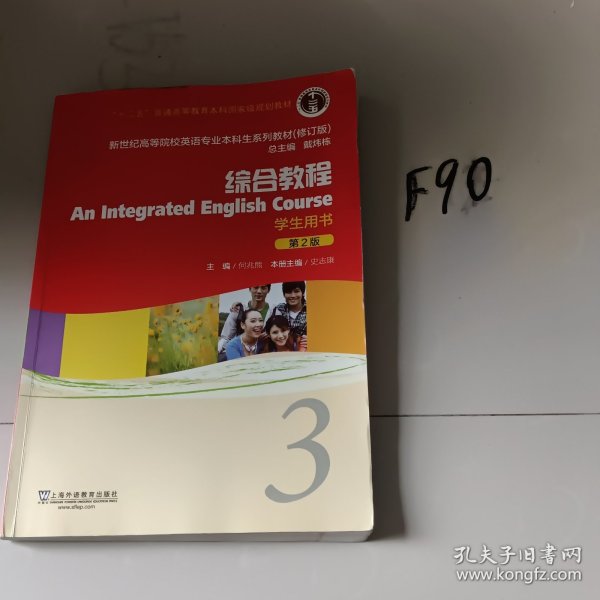 "十二五"普通高等教育本科国家级规划教材
新世纪高等院校英语专业本科生系列教材(修订版)
总主编 戴炜栋
综合教程
An Integrated English Course
学生用书
第2版
主 编/何兆熊 本册主编/史志康
3
上海外语教育出版社
www.sflep.com
F90
孔夫子旧书网
www.kongfz.com